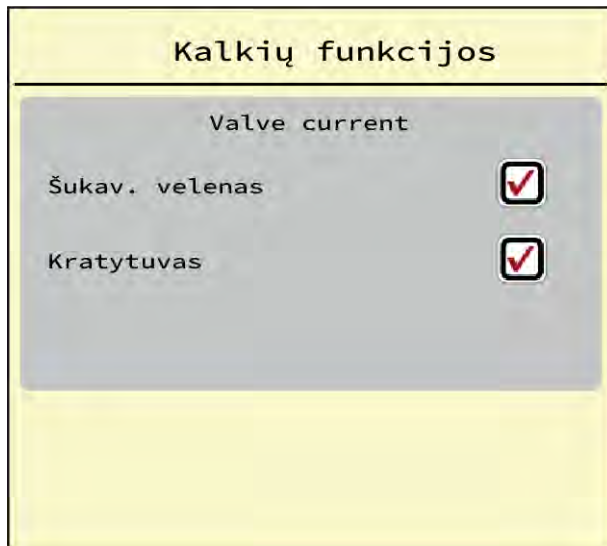 Kalkių funkcijos
Valve current
Šukav. velenas
Kratytuvas